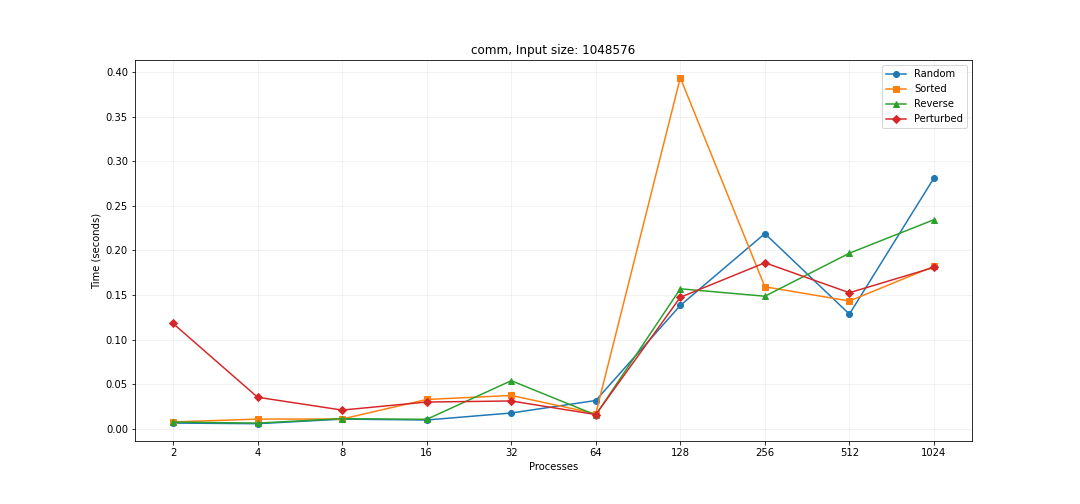 comm, Input size: 1048576
Random
Sorted
Reverse
Perturbed
Time (seconds)
0.40
0.35
0.30
0.25
0.20
0.15
0.10
0.05
0.00
2 4 8 16 32 64 128 256 512 1024
Processes